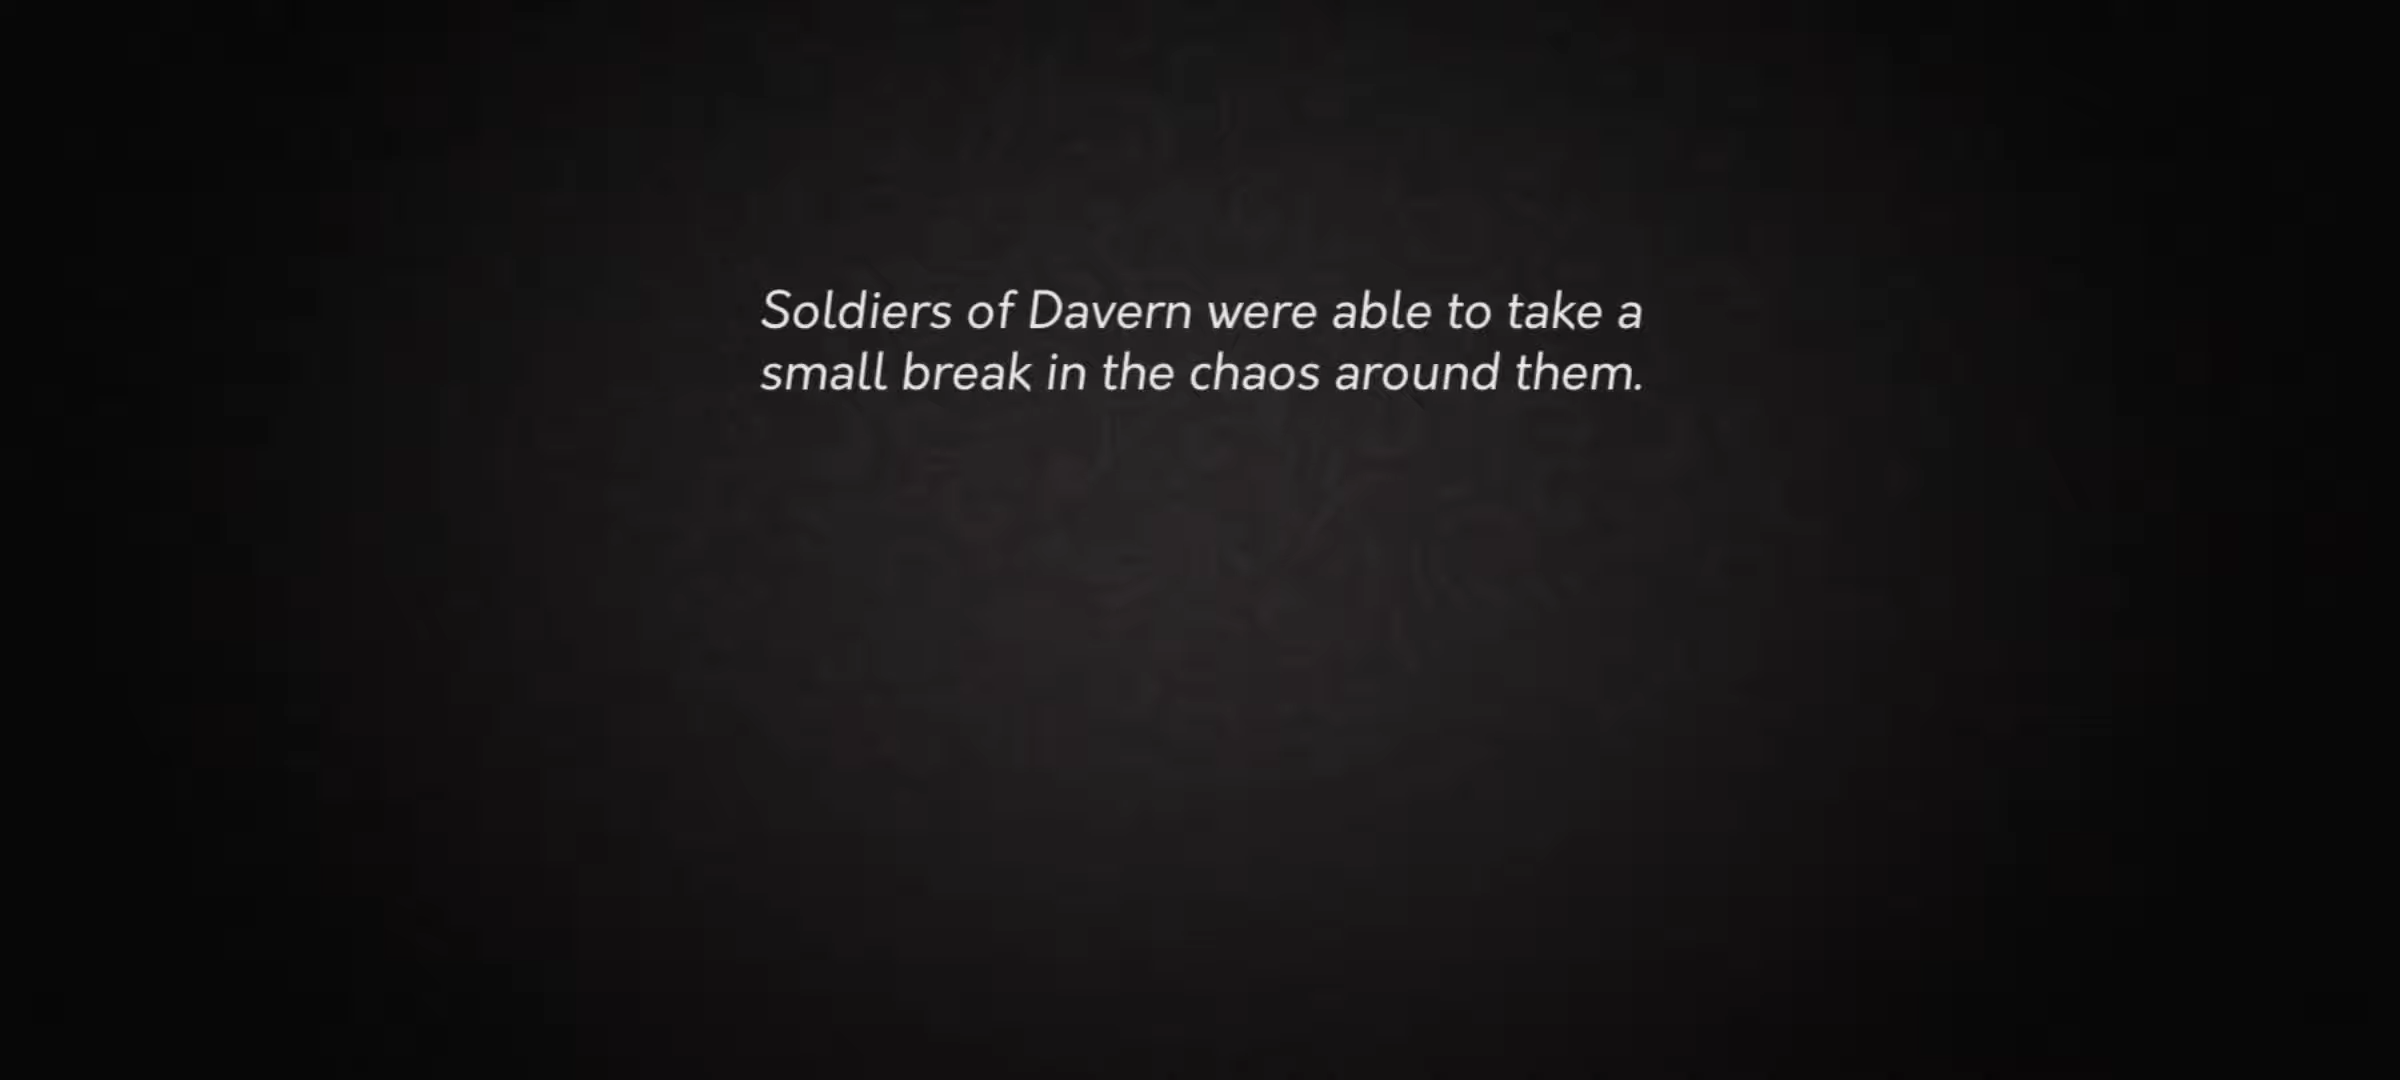 Soldiers of Davern were able to take a
small break in the chaos around them.